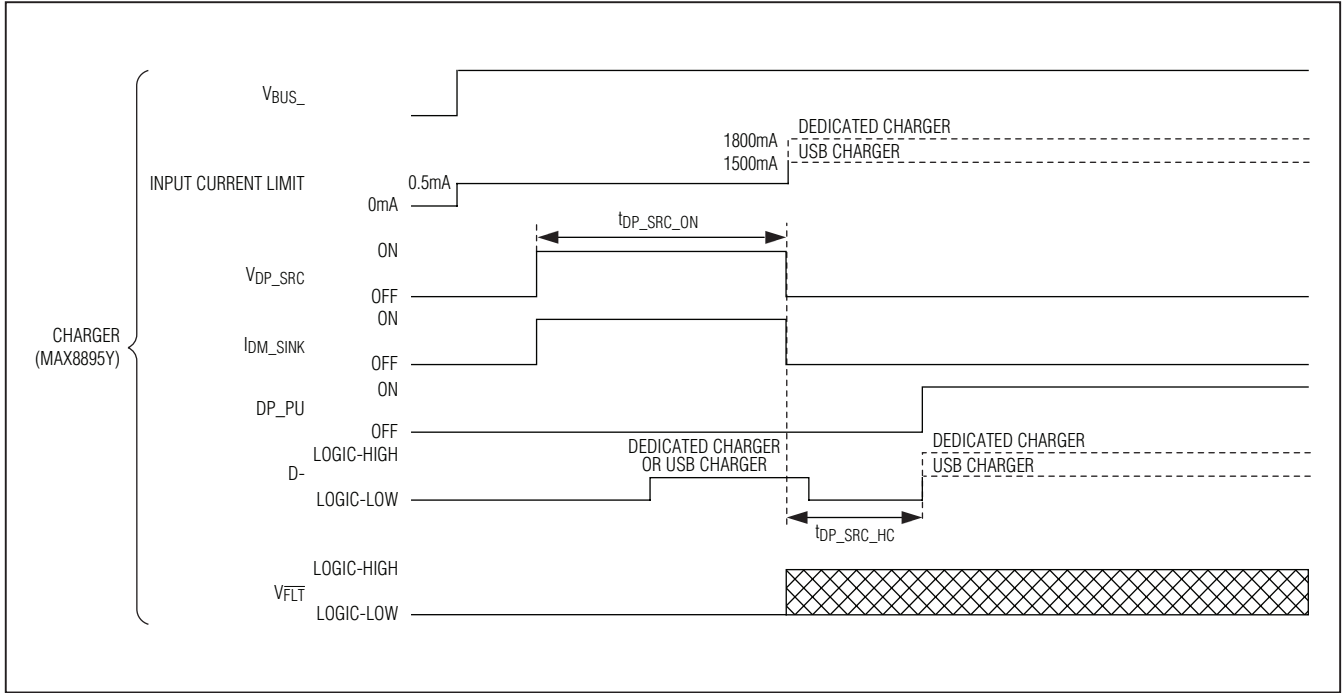 VBUS_
DEDICATED CHARGER
1800mA
USB CHARGER
1500mA
INPUT CURRENT LIMIT
0.5mA
0mA
tDP_SRC_ON
ON
VDP_SRC
OFF
ON
IDM_SINK
OFF
CHARGER
(MAX8895Y)
ON
DP_PU
OFF
DEDICATED CHARGER
OR USB CHARGER
DEDICATED CHARGER
LOGIC-HIGH
USB CHARGER
D-
LOGIC-LOW
tDP_SRC_HC
LOGIC-HIGH
VF̅L̅T̅
LOGIC-LOW